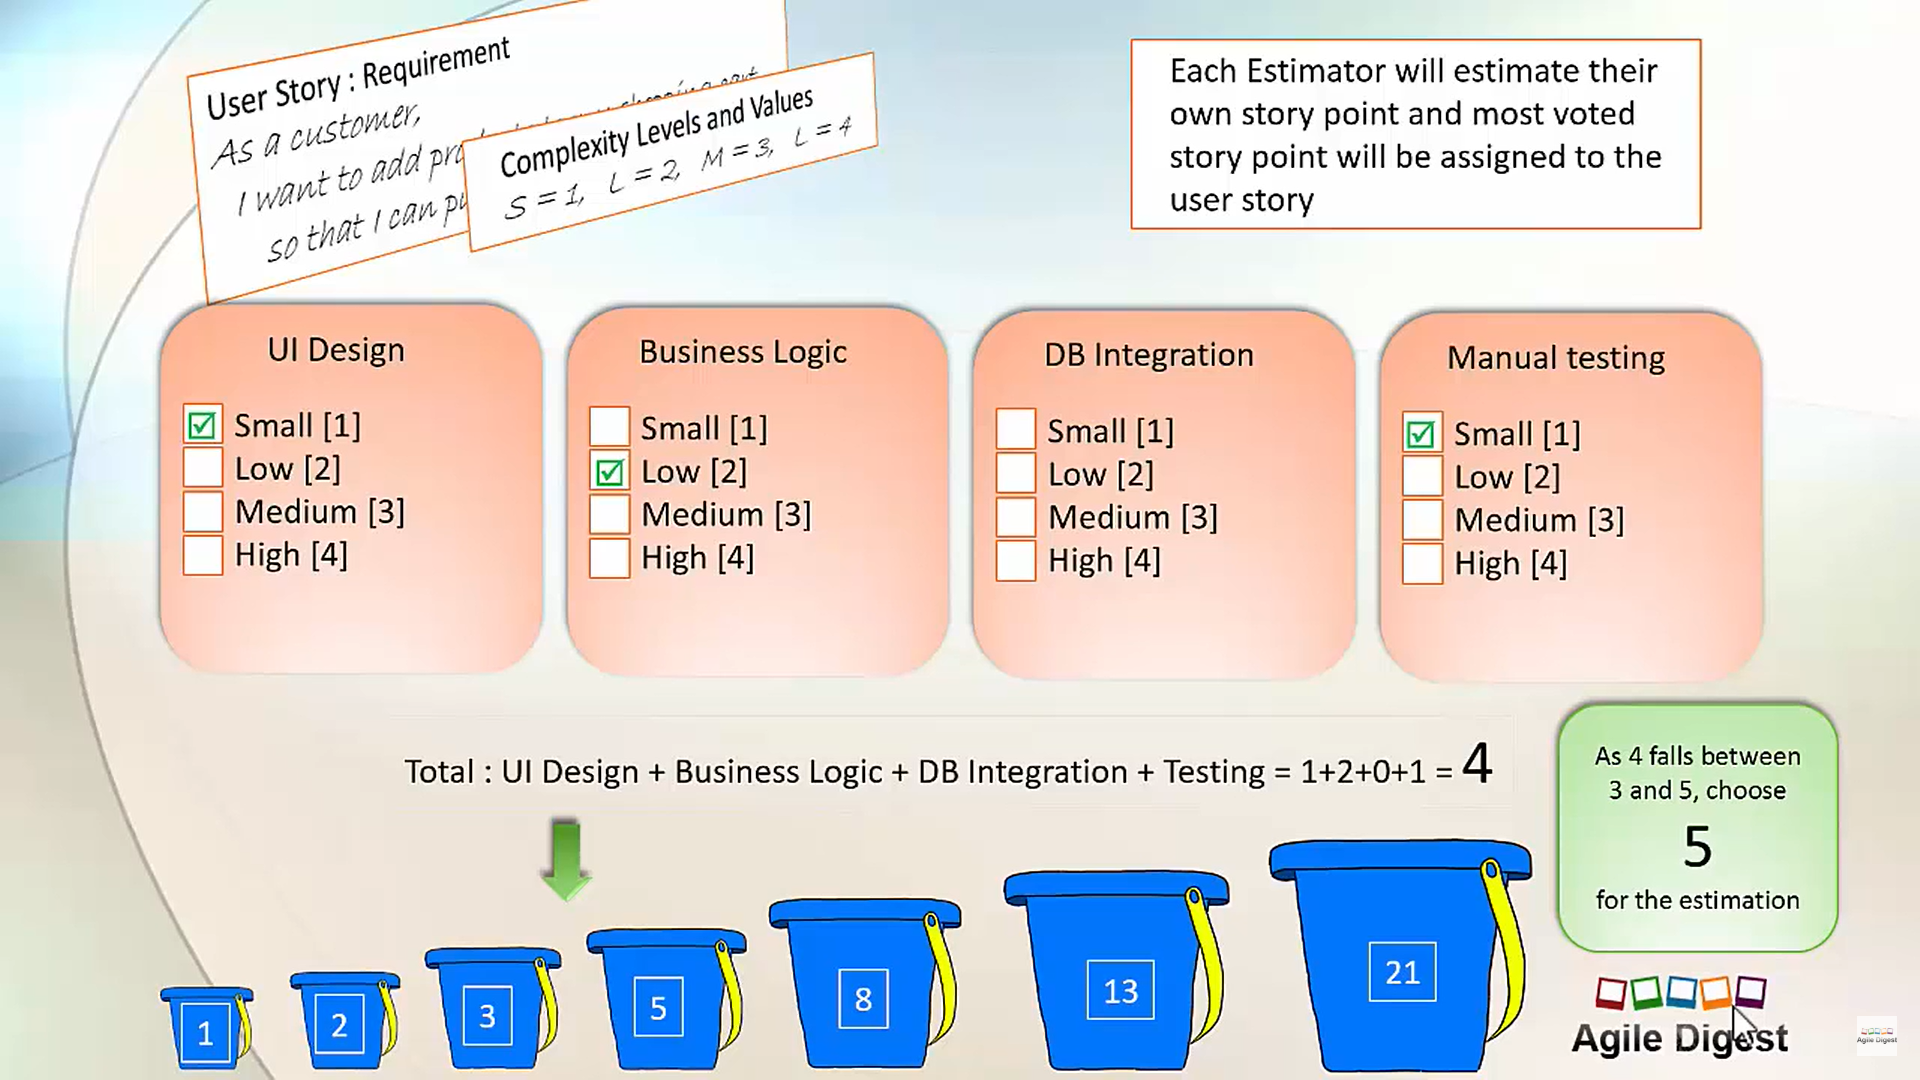 User Story : Requirement
As a customer,
I want to add
so that I can
Complexity Levels and Values
S = 1, L = 2, M = 3, L = 4
Each Estimator will estimate their
own story point and most voted
story point will be assigned to the
user story
UI Design
Small [1]
Low [2]
Medium [3]
High [4]
Business Logic
Small [1]
Low [2]
Medium [3]
High [4]
DB Integration
Small [1]
Low [2]
Medium [3]
High [4]
Manual testing
Small [1]
Low [2]
Medium [3]
High [4]
Total : UI Design + Business Logic + DB Integration + Testing = 1+2+0+1 = 4
As 4 falls between
3 and 5, choose
5
for the estimation
1
2
3
5
8
13
21
Agile Digest
Agile Digest